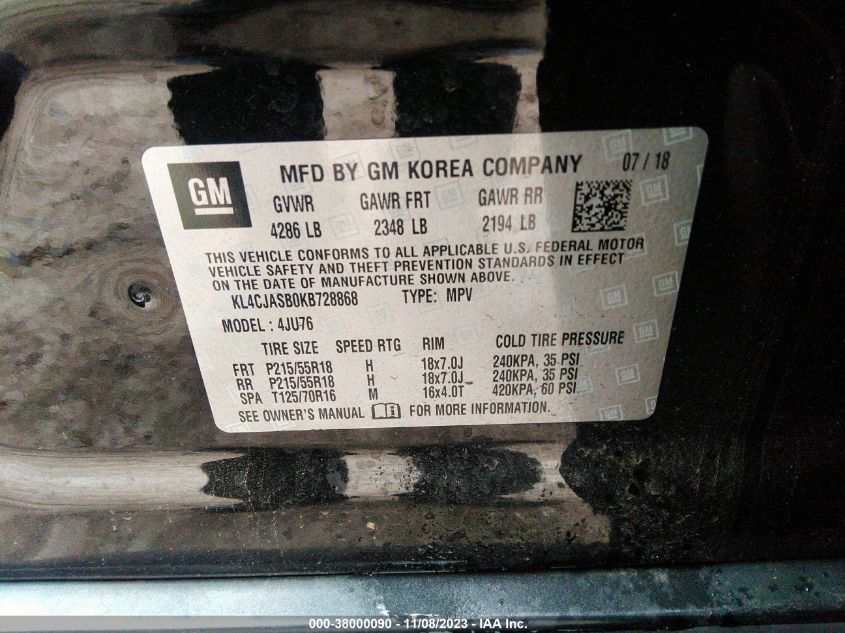 GM
MFD BY GM KOREA COMPANY 07 / 18
GVWR GAWR FRT GAWR RR
4286 LB 2348 LB 2194 LB
THIS VEHICLE CONFORMS TO ALL APPLICABLE U.S. FEDERAL MOTOR
VEHICLE SAFETY AND THEFT PREVENTION STANDARDS IN EFFECT
ON THE DATE OF MANUFACTURE SHOWN ABOVE.
KL4CJASB0KB728868 TYPE: MPV
MODEL : 4JU76
TIRE SIZE SPEED RTG RIM COLD TIRE PRESSURE
FRT P215/55R18 H 18x7.0J 240KPA, 35 PSI
RR P215/55R18 H 18x7.0J 240KPA, 35 PSI
SPA T125/70R16 M 16x4.0T 420KPA, 60 PSI
SEE OWNER'S MANUAL FOR MORE INFORMATION.
000-38000090 - 11/08/2023 - IAA Inc.